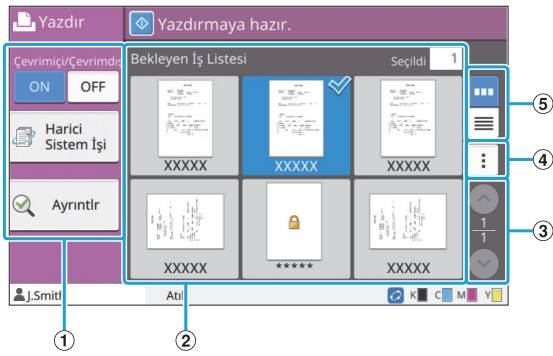 Yazdır
Yazdırmaya hazır.
Çevrimiçi/Çevrimdış
Bekleyen İş Listesi
Seçildi 1
ON OFF
Harici
Sistem İşi
Ayrıntlr
XXXXX XXXXX XXXXX
XXXXX ***** XXXXX
1
1
J.Smith
Atıl
K C M Y
①
②
③
④
⑤